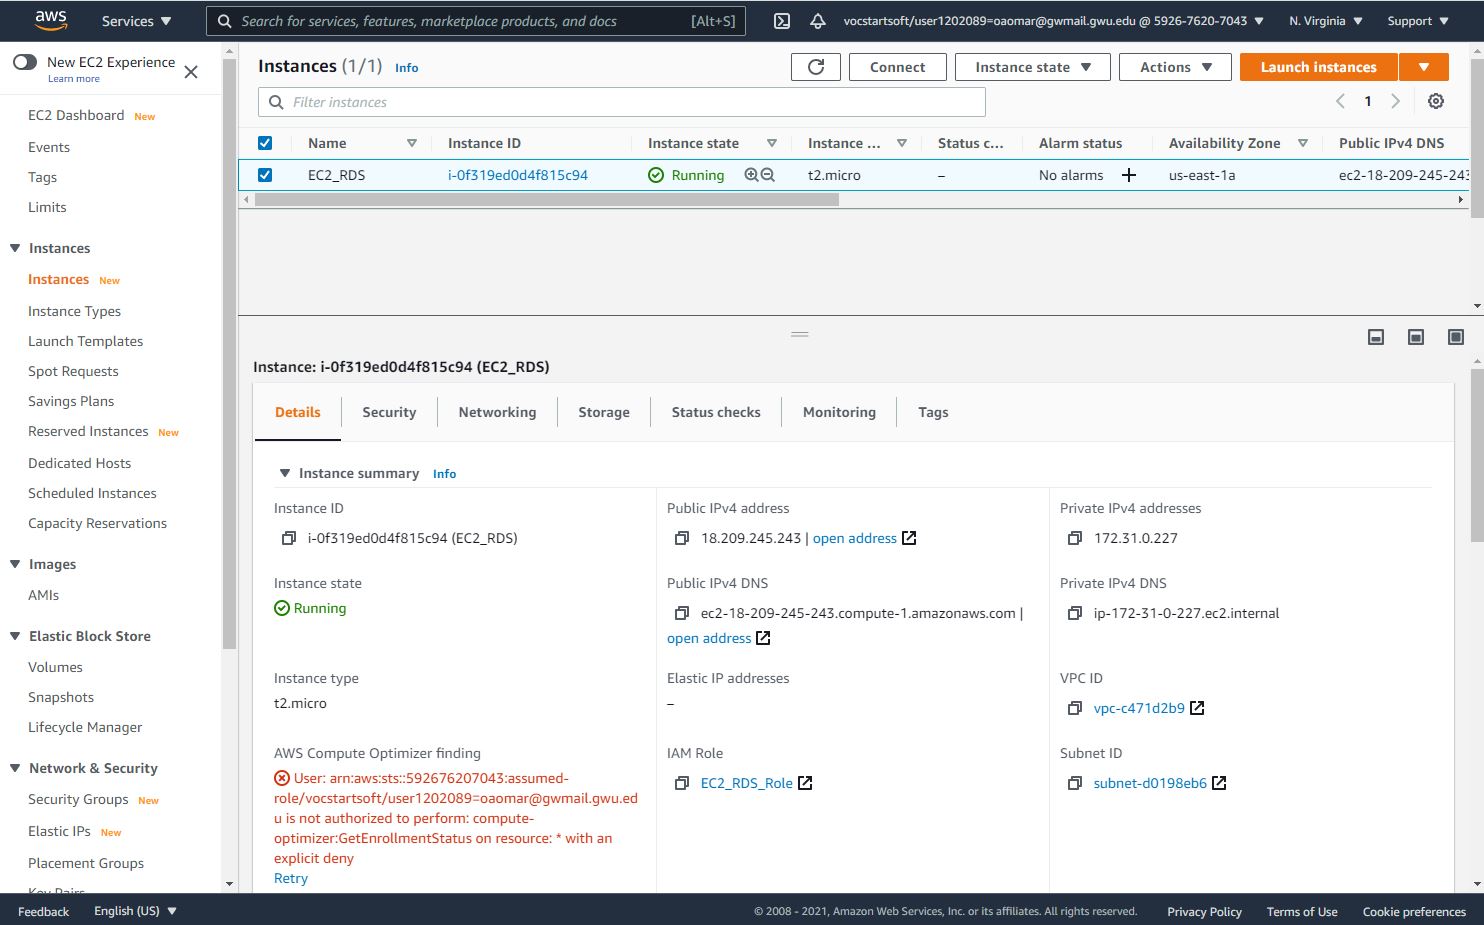 aws
Services
Search for services, features, marketplace products, and docs
[Alt+S]
vocstartsoft/user1202089=oaomar@gwmail.gwu.edu @ 5926-7620-7043
N. Virginia
Support
New EC2 Experience
Learn more
EC2 Dashboard New
Events
Tags
Limits
Instances
Instances New
Instance Types
Launch Templates
Spot Requests
Savings Plans
Reserved Instances New
Dedicated Hosts
Scheduled Instances
Capacity Reservations
Images
AMIs
Elastic Block Store
Volumes
Snapshots
Lifecycle Manager
Network & Security
Security Groups New
Elastic IPs New
Placement Groups
Key Pairs
Instances (1/1) Info
Connect
Instance state
Actions
Launch instances
Filter instances
1
Name
Instance ID
Instance state
Instance ...
Status c...
Alarm status
Availability Zone
Public IPv4 DNS
EC2_RDS
i-0f319ed0d4f815c94
Running
t2.micro
–
No alarms
us-east-1a
ec2-18-209-245-243
Instance: i-0f319ed0d4f815c94 (EC2_RDS)
Details
Security
Networking
Storage
Status checks
Monitoring
Tags
Instance summary Info
Instance ID
i-0f319ed0d4f815c94 (EC2_RDS)
Public IPv4 address
18.209.245.243 | open address
Private IPv4 addresses
172.31.0.227
Instance state
Running
Public IPv4 DNS
ec2-18-209-245-243.compute-1.amazonaws.com |
open address
Private IPv4 DNS
ip-172-31-0-227.ec2.internal
Instance type
t2.micro
Elastic IP addresses
–
VPC ID
vpc-c471d2b9
AWS Compute Optimizer finding
User: arn:aws:sts::592676207043:assumed-
role/vocstartsoft/user1202089=oaomar@gwmail.gwu.ed
u is not authorized to perform: compute-
optimizer:GetEnrollmentStatus on resource: * with an
explicit deny
Retry
IAM Role
EC2_RDS_Role
Subnet ID
subnet-d0198eb6
Feedback
English (US)
© 2008 - 2021, Amazon Web Services, Inc. or its affiliates. All rights reserved.
Privacy Policy
Terms of Use
Cookie preferences